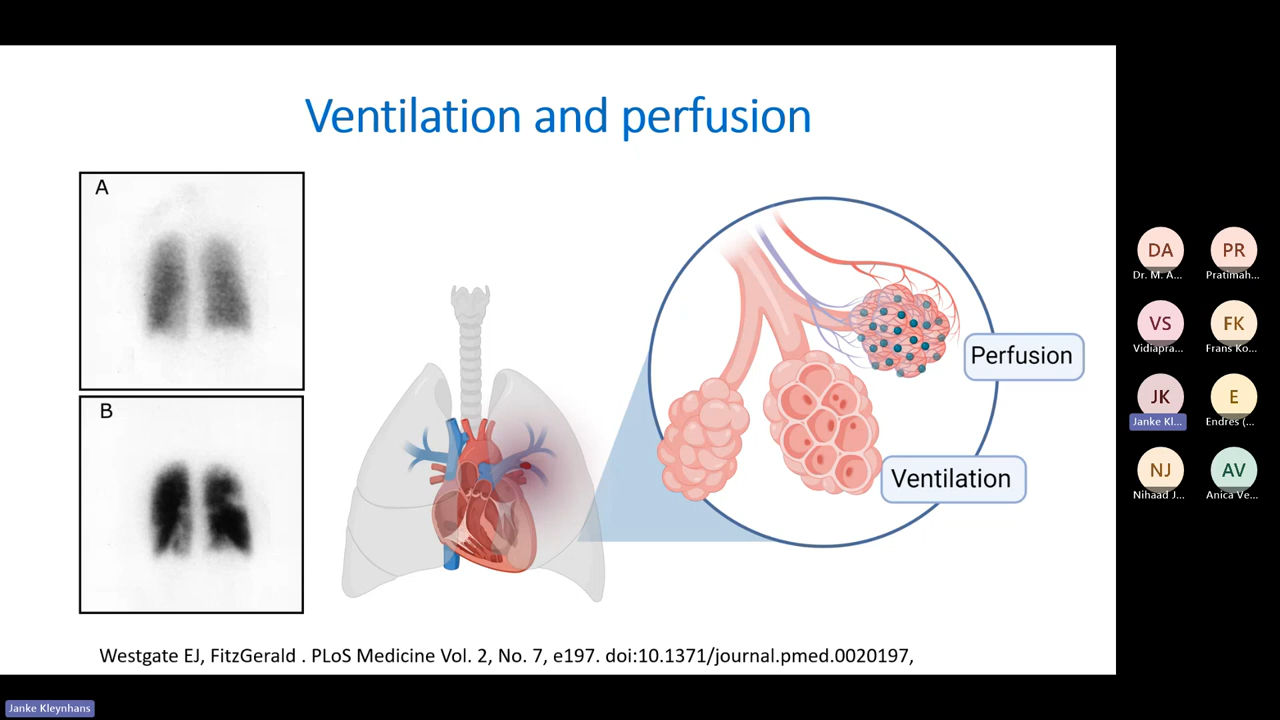 Ventilation and perfusion
A
B
Perfusion
Ventilation
Westgate EJ, FitzGerald . PLoS Medicine Vol. 2, No. 7, e197. doi:10.1371/journal.pmed.0020197,
DA
Dr. M. A...
PR
Pratimah...
VS
Vidiapra...
FK
Frans Ko...
JK
Janke Kl...
E
Endres (...
NJ
Nihaad J...
AV
Anica Ve...
Janke Kleynhans